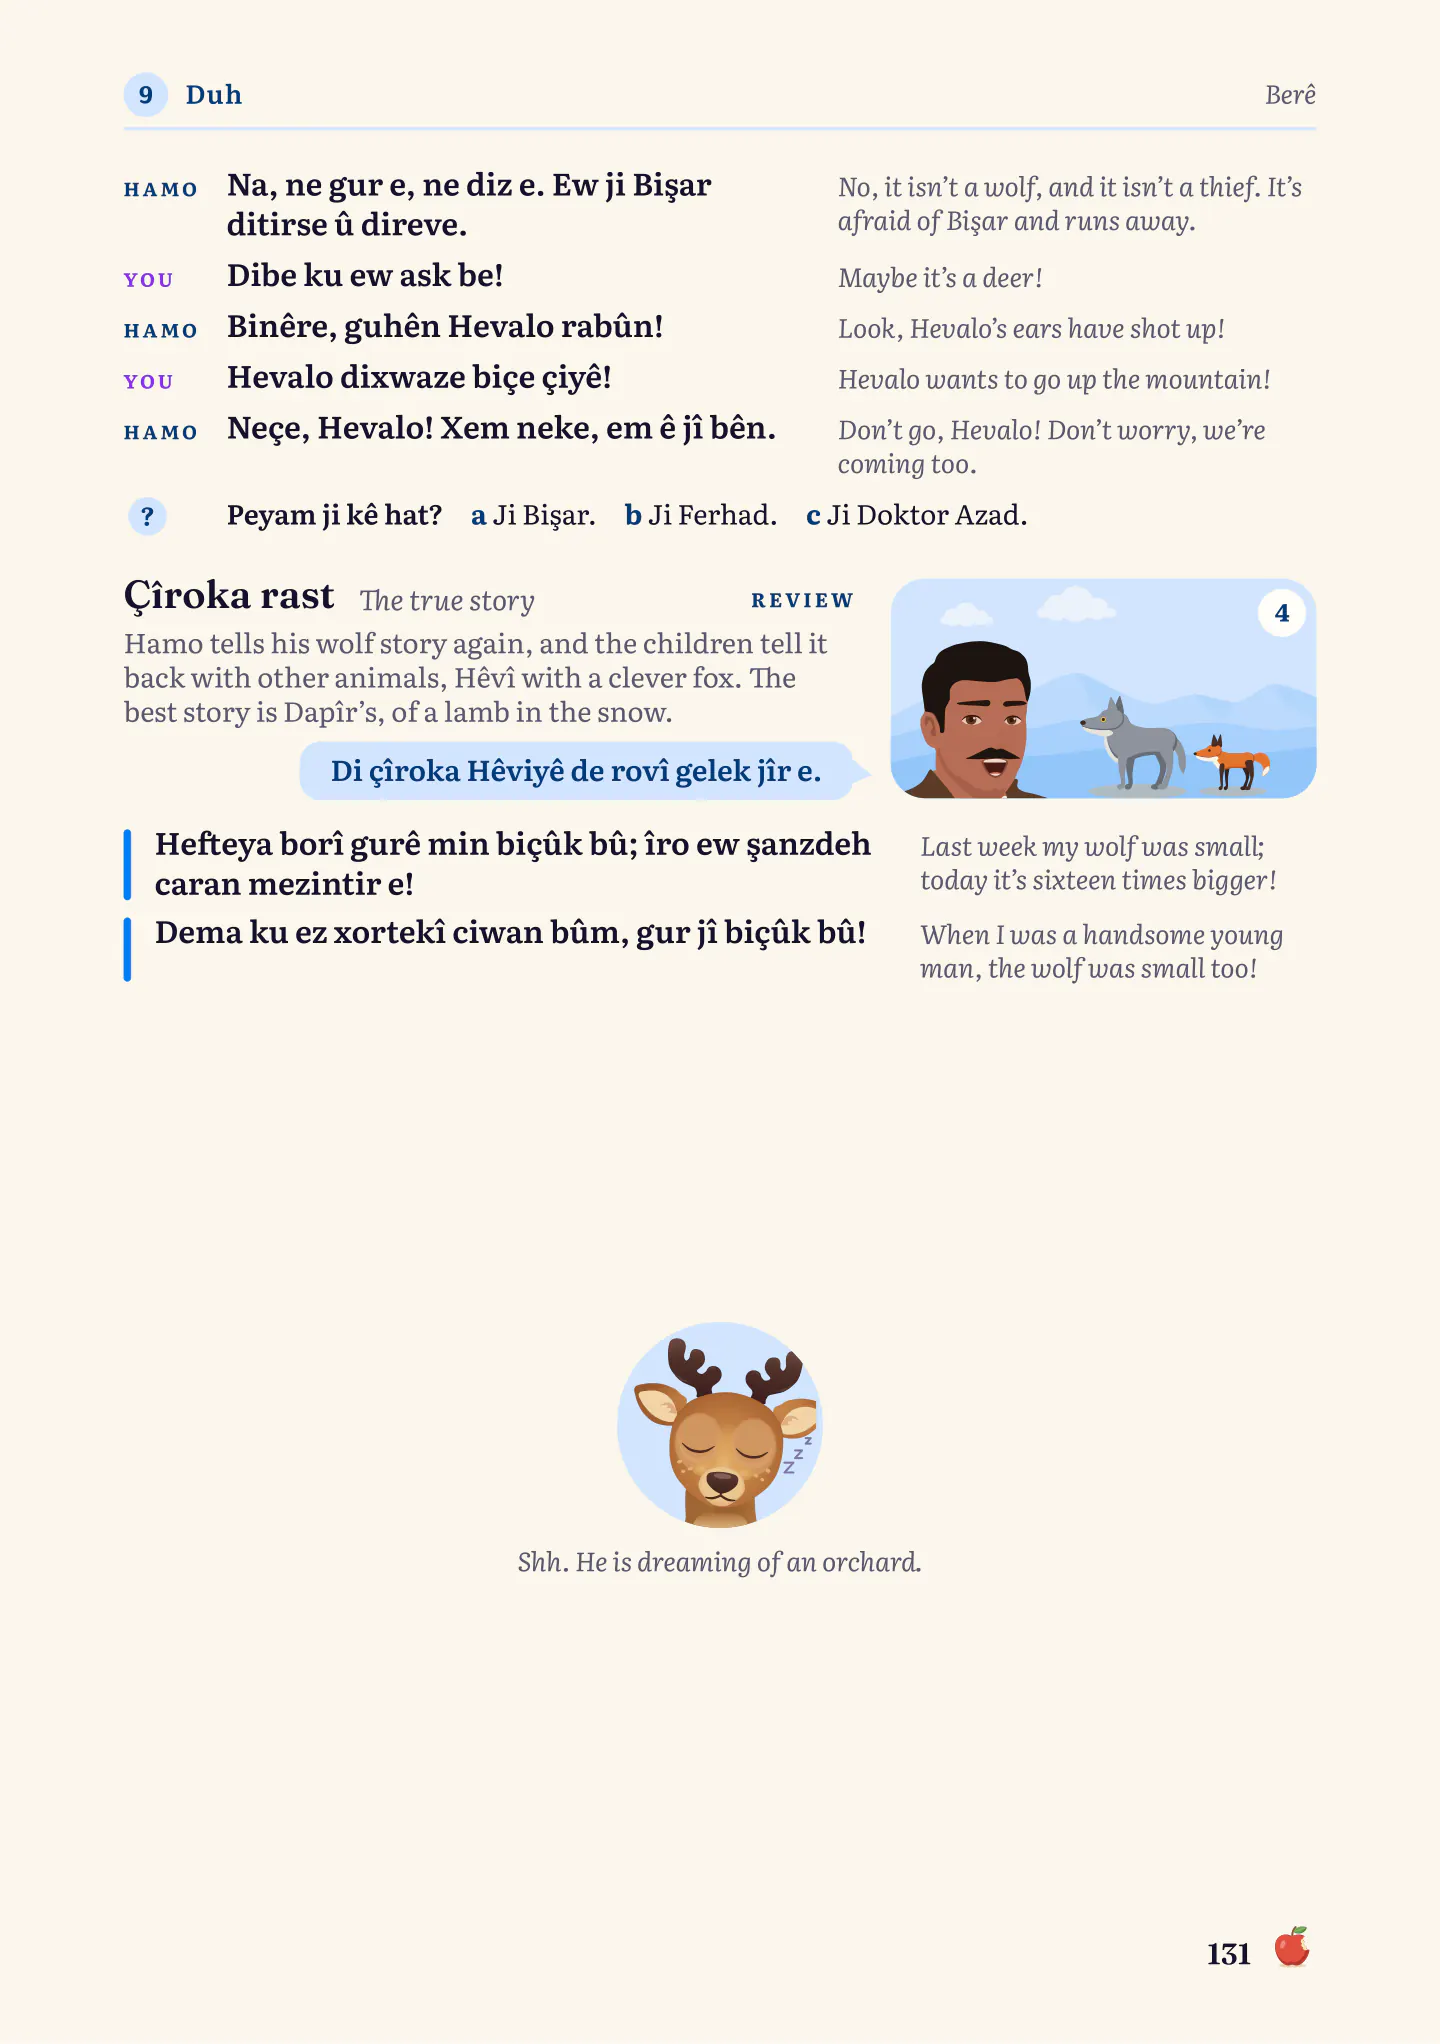 9 Duh Berê
HAMO Na, ne gur e, ne diz e. Ew ji Bişar
ditirse û direve.
No, it isn’t a wolf, and it isn’t a thief. It’s
afraid of Bişar and runs away.
YOU Dibe ku ew ask be! Maybe it’s a deer!
HAMO Binêre, guhên Hevalo rabûn! Look, Hevalo’s ears have shot up!
YOU Hevalo dixwaze biçe çiyê! Hevalo wants to go up the mountain!
HAMO Neçe, Hevalo! Xem neke, em ê jî bên. Don’t go, Hevalo! Don’t worry, we’re
coming too.
? Peyam ji kê hat? a Ji Bişar. b Ji Ferhad. c Ji Doktor Azad.
Çîroka rast The true story REVIEW
Hamo tells his wolf story again, and the children tell it
back with other animals, Hêvî with a clever fox. The
best story is Dapîr’s, of a lamb in the snow.
Di çîroka Hêviyê de rovî gelek jîr e.
4
Hefteya borî gurê min biçûk bû; îro ew şanzdeh
caran mezintir e!
Last week my wolf was small;
today it’s sixteen times bigger!
Dema ku ez xortekî ciwan bûm, gur jî biçûk bû!
When I was a handsome young
man, the wolf was small too!
z
z
z
Shh. He is dreaming of an orchard.
131